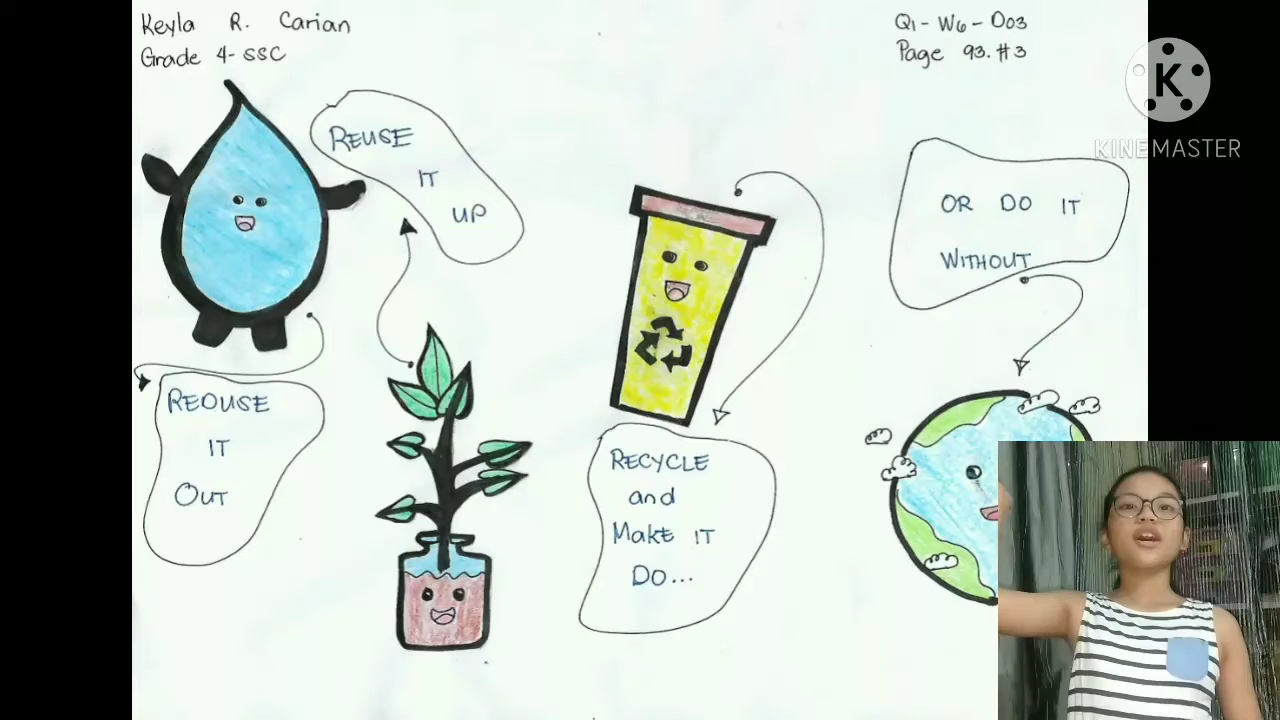 Keyla R. Carian
Grade 4-SSC
Q1-W6-D03
Page 93. #3
REUSE
IT
UP
REDUSE
IT
OUT
RECYCLE
and
Make IT
DO...
OR DO IT
WITHOUT
K
KINEMASTER